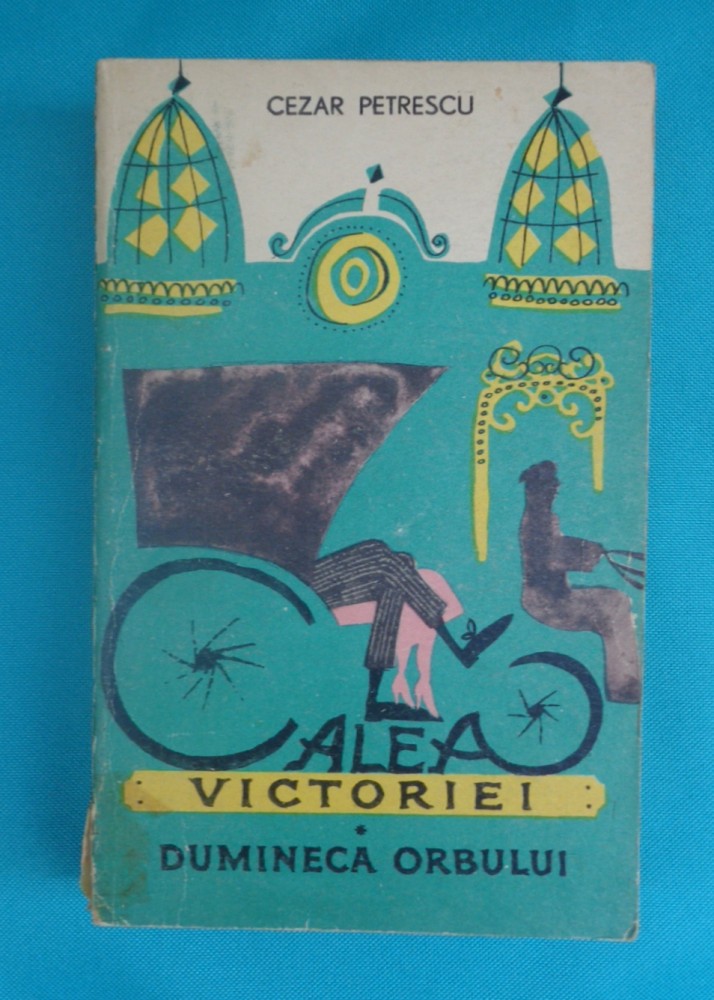 CEZAR PETRESCU
CALEA
VICTORIEI
*
DUMINECA ORBULUI